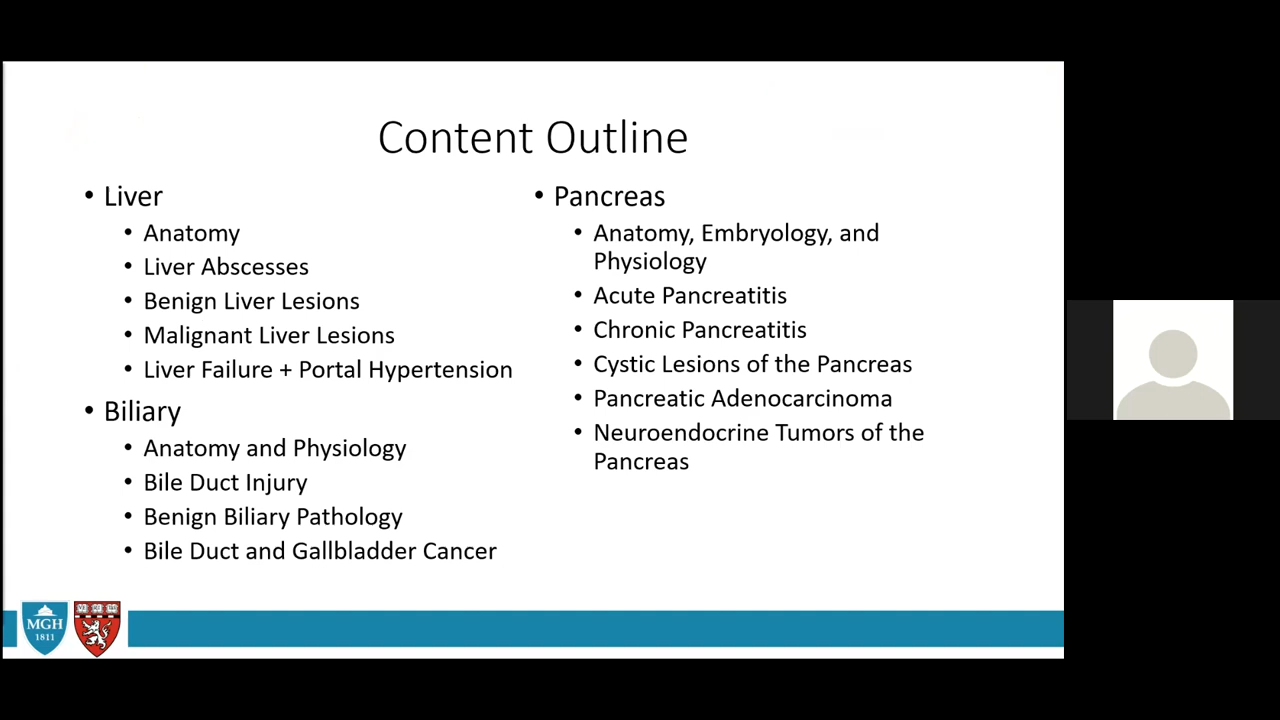 Content Outline
• Liver
• Anatomy
• Liver Abscesses
• Benign Liver Lesions
• Malignant Liver Lesions
• Liver Failure + Portal Hypertension
• Biliary
• Anatomy and Physiology
• Bile Duct Injury
• Benign Biliary Pathology
• Bile Duct and Gallbladder Cancer
• Pancreas
• Anatomy, Embryology, and
Physiology
• Acute Pancreatitis
• Chronic Pancreatitis
• Cystic Lesions of the Pancreas
• Pancreatic Adenocarcinoma
• Neuroendocrine Tumors of the
Pancreas
MGH
1811